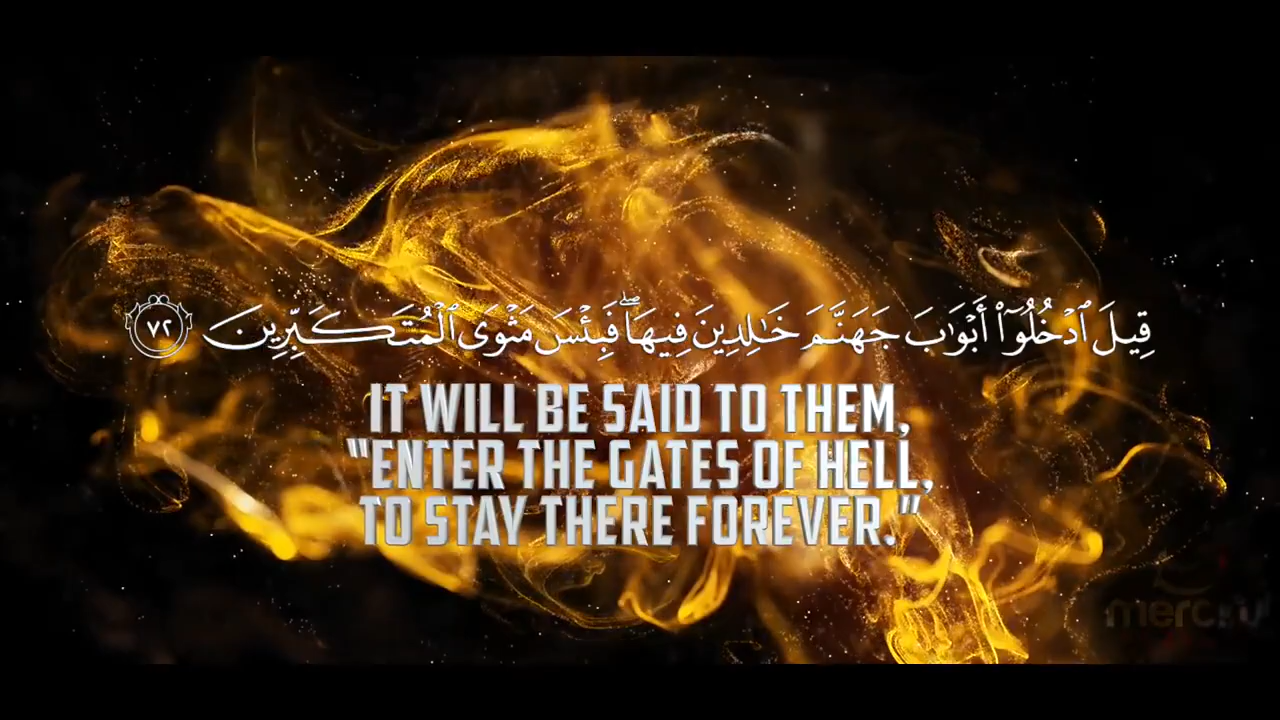 قِيلَ ٱدْخُلُوٓا۟ أَبْوَٰبَ جَهَنَّمَ خَـٰلِدِينَ فِيهَا ۖ فَبِئْسَ مَثْوَى ٱلْمُتَكَبِّرِينَ ٧٢
IT WILL BE SAID TO THEM,
"ENTER THE GATES OF HELL,
TO STAY THERE FOREVER."